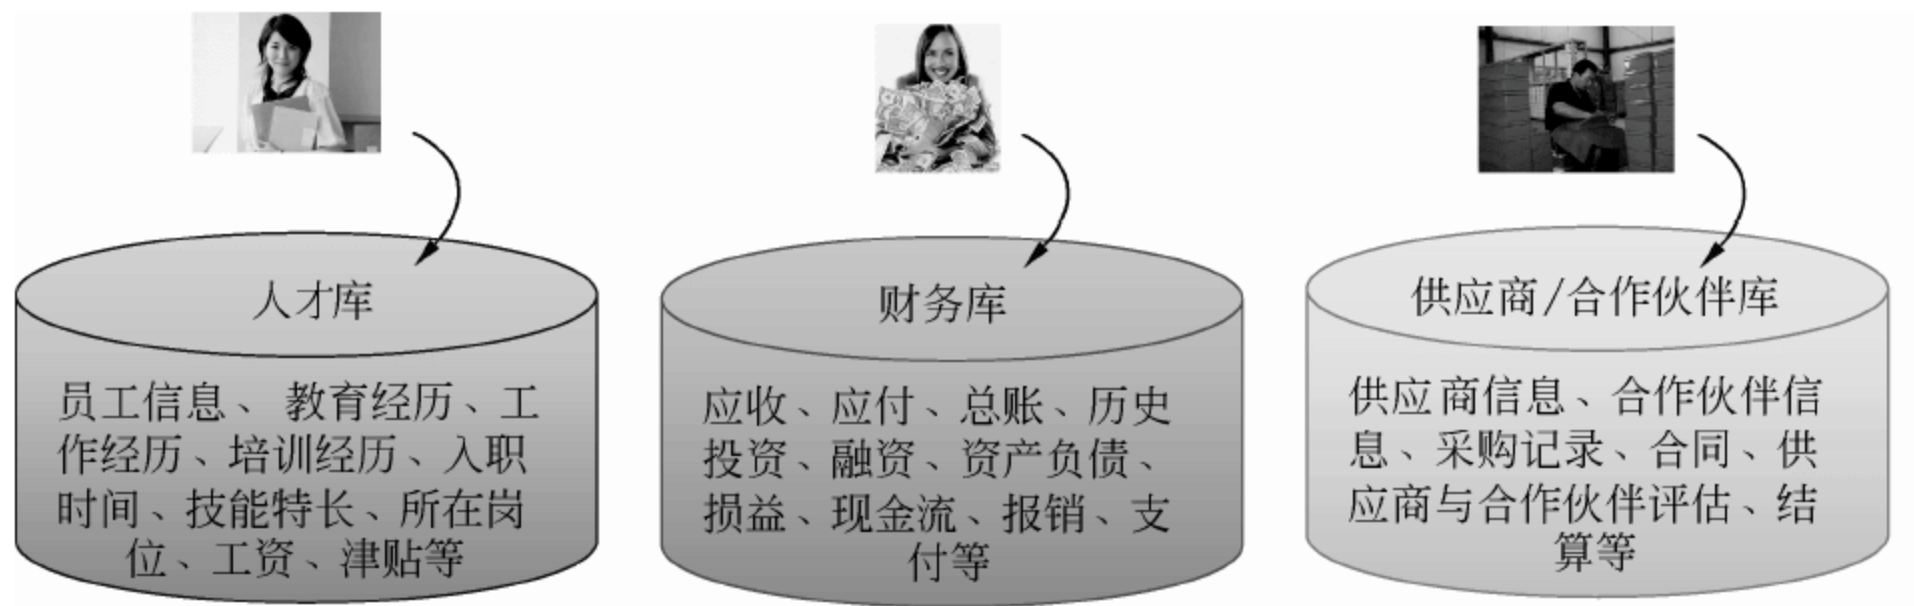 人才库
员工信息、教育经历、工
作经历、培训经历、入职
时间、技能特长、所在岗
位、工资、津贴等
财务库
应收、应付、总账、历史
投资、融资、资产负债、
损益、现金流、报销、支
付等
供应商/合作伙伴库
供应商信息、合作伙伴信
息、采购记录、合同、供
应商与合作伙伴评估、结
算等